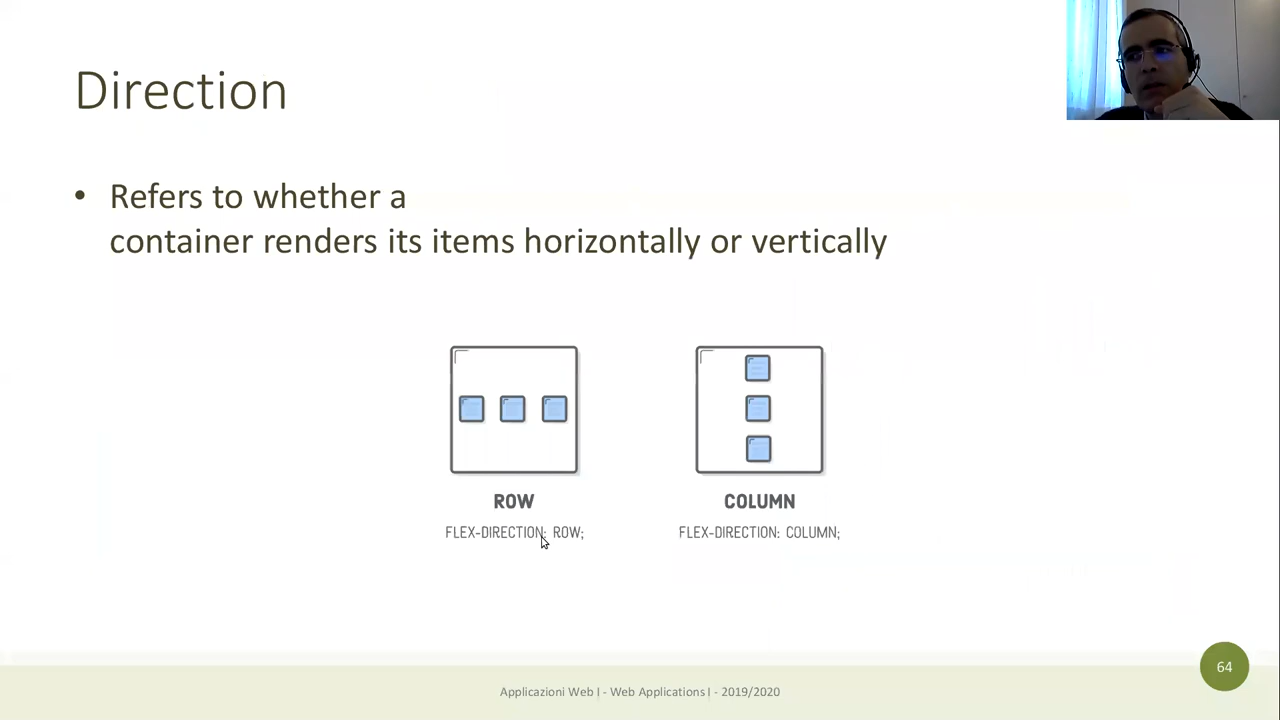 Direction
• Refers to whether a
container renders its items horizontally or vertically
ROW
COLUMN
FLEX-DIRECTION: ROW;
FLEX-DIRECTION: COLUMN;
64
Applicazioni Web I - Web Applications I - 2019/2020